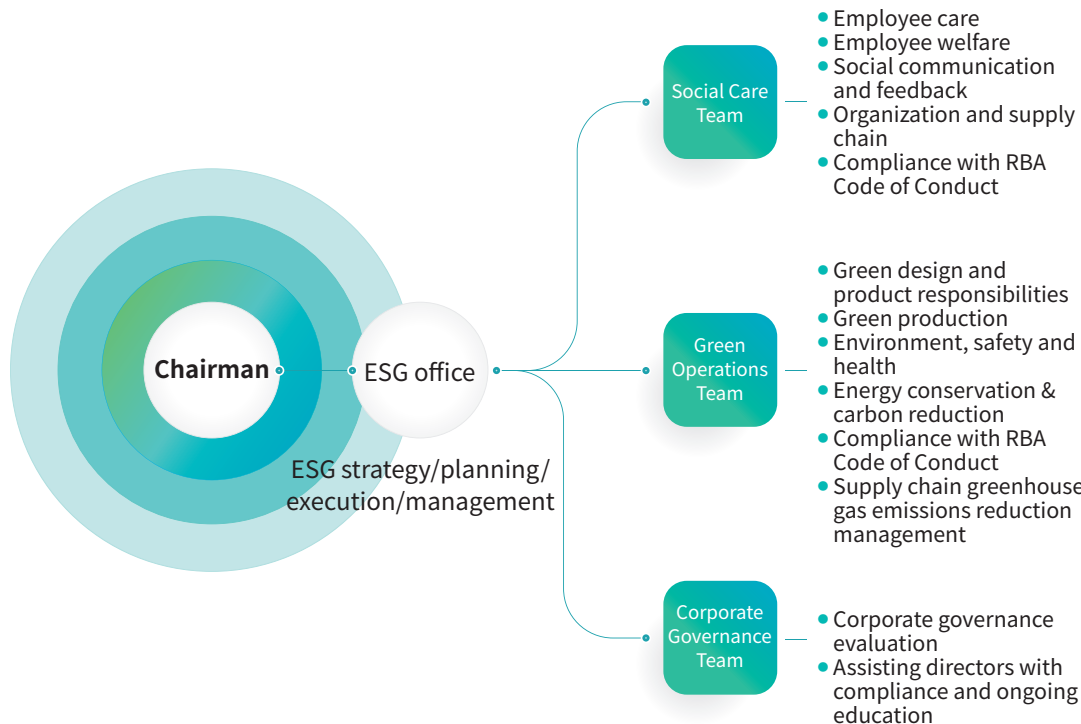 Chairman
ESG office
ESG strategy/planning/
execution/management
Social Care
Team
• Employee care
• Employee welfare
• Social communication
and feedback
• Organization and supply
chain
• Compliance with RBA
Code of Conduct
Green
Operations
Team
• Green design and
product responsibilities
• Green production
• Environment, safety and
health
• Energy conservation &
carbon reduction
• Compliance with RBA
Code of Conduct
• Supply chain greenhouse
gas emissions reduction
management
Corporate
Governance
Team
• Corporate governance
evaluation
• Assisting directors with
compliance and ongoing
education